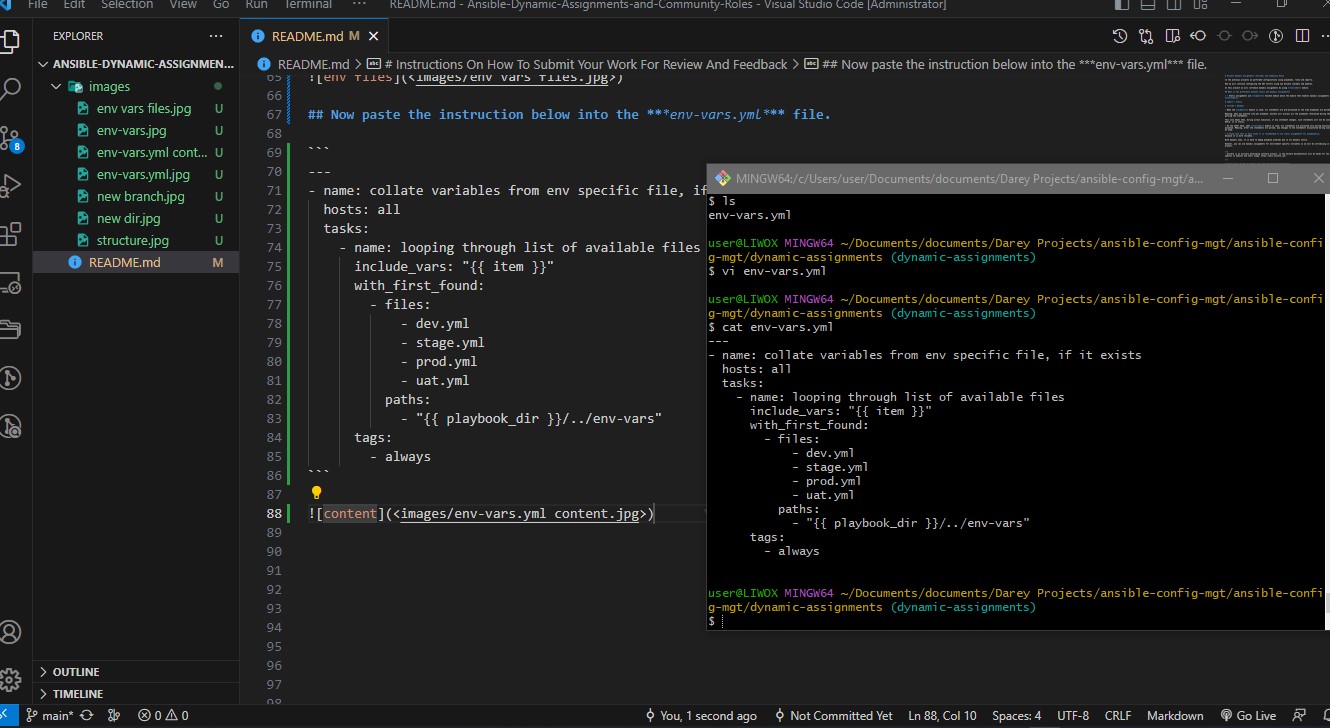 File Edit Selection View Go Run Terminal ··· README.md - Ansible-Dynamic-Assignments-and-Community-Roles - Visual Studio Code [Administrator]
EXPLORER ···
README.md M
ANSIBLE-DYNAMIC-ASSIGNMEN...
images
env vars files.jpg U
env-vars.jpg U
env-vars.yml cont... U
env-vars.yml.jpg U
new branch.jpg U
new dir.jpg U
structure.jpg U
README.md M
8
OUTLINE
TIMELINE
README.md > # Instructions On How To Submit Your Work For Review And Feedback > ## Now paste the instruction below into the ***env-vars.yml*** file.
65 ![env files](<images/env vars files.jpg>)
66
67 ## Now paste the instruction below into the ***env-vars.yml*** file.
68
69 ```
70 ---
71 - name: collate variables from env specific file, if
72 hosts: all
73 tasks:
74 - name: looping through list of available files
75 include_vars: "{{ item }}"
76 with_first_found:
77 - files:
78 - dev.yml
79 - stage.yml
80 - prod.yml
81 - uat.yml
82 paths:
83 - "{{ playbook_dir }}/../env-vars"
84 tags:
85 - always
86 ```
87
88 ![content](<images/env-vars.yml content.jpg>)
89
90
91
92
93
94
95
96
97
98
MINGW64:/c/Users/user/Documents/documents/Darey Projects/ansible-config-mgt/a...
$ ls
env-vars.yml
user@LIWOX MINGW64 ~/Documents/documents/Darey Projects/ansible-config-mgt/ansible-confi
g-mgt/dynamic-assignments (dynamic-assignments)
$ vi env-vars.yml
user@LIWOX MINGW64 ~/Documents/documents/Darey Projects/ansible-config-mgt/ansible-confi
g-mgt/dynamic-assignments (dynamic-assignments)
$ cat env-vars.yml
---
- name: collate variables from env specific file, if it exists
hosts: all
tasks:
- name: looping through list of available files
include_vars: "{{ item }}"
with_first_found:
- files:
- dev.yml
- stage.yml
- prod.yml
- uat.yml
paths:
- "{{ playbook_dir }}/../env-vars"
tags:
- always
user@LIWOX MINGW64 ~/Documents/documents/Darey Projects/ansible-config-mgt/ansible-confi
g-mgt/dynamic-assignments (dynamic-assignments)
$
main* 0 0 You, 1 second ago Not Committed Yet Ln 88, Col 10 Spaces: 4 UTF-8 CRLF Markdown Go Live